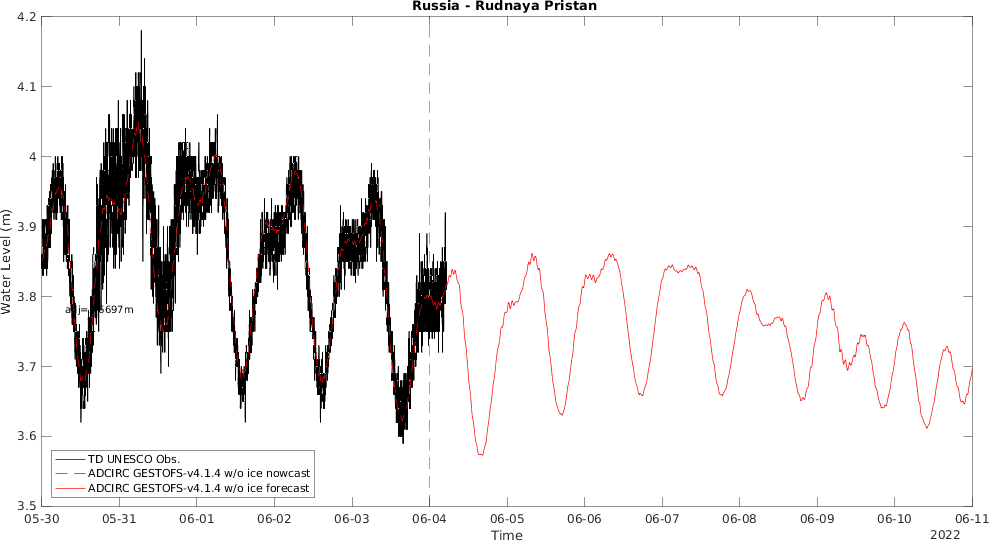 Russia - Rudnaya Pristan
4.2
4.1
4
3.9
3.8
3.7
3.6
3.5
Water Level (m)
TD UNESCO Obs.
ADCIRC GESTOFS-v4.1.4 w/o ice nowcast
ADCIRC GESTOFS-v4.1.4 w/o ice forecast
05-30 05-31 06-01 06-02 06-03 06-04 06-05 06-06 06-07 06-08 06-09 06-10 06-11
Time
2022